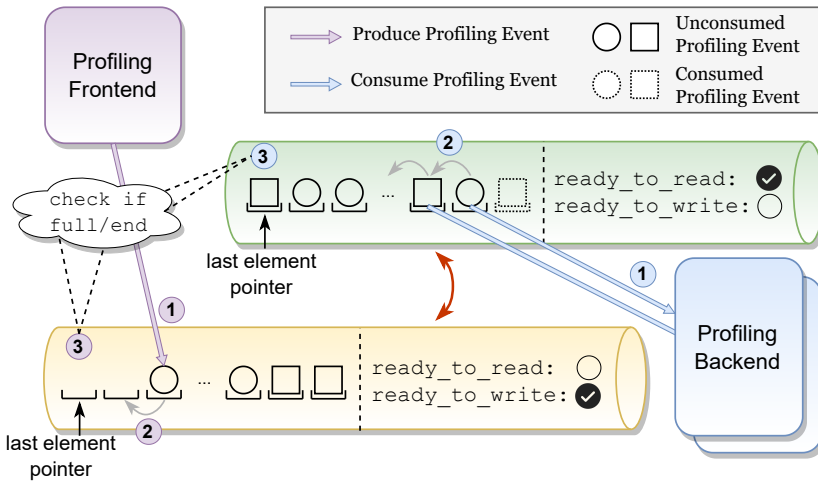 Profiling
Frontend
Produce Profiling Event
Consume Profiling Event
Unconsumed
Profiling Event
Consumed
Profiling Event
check if
full/end
3
2
...
ready_to_read:
ready_to_write:
last element
pointer
1
1
3
...
ready_to_read:
ready_to_write:
2
last element
pointer
Profiling
Backend